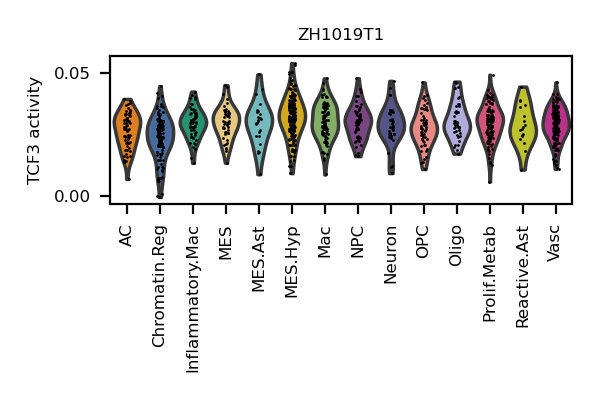 ZH1019T1
TCF3 activity
0.05
0.00
AC
Chromatin.Reg
Inflammatory.Mac
MES
MES.Ast
MES.Hyp
Mac
NPC
Neuron
OPC
Oligo
Prolif.Metab
Reactive.Ast
Vasc